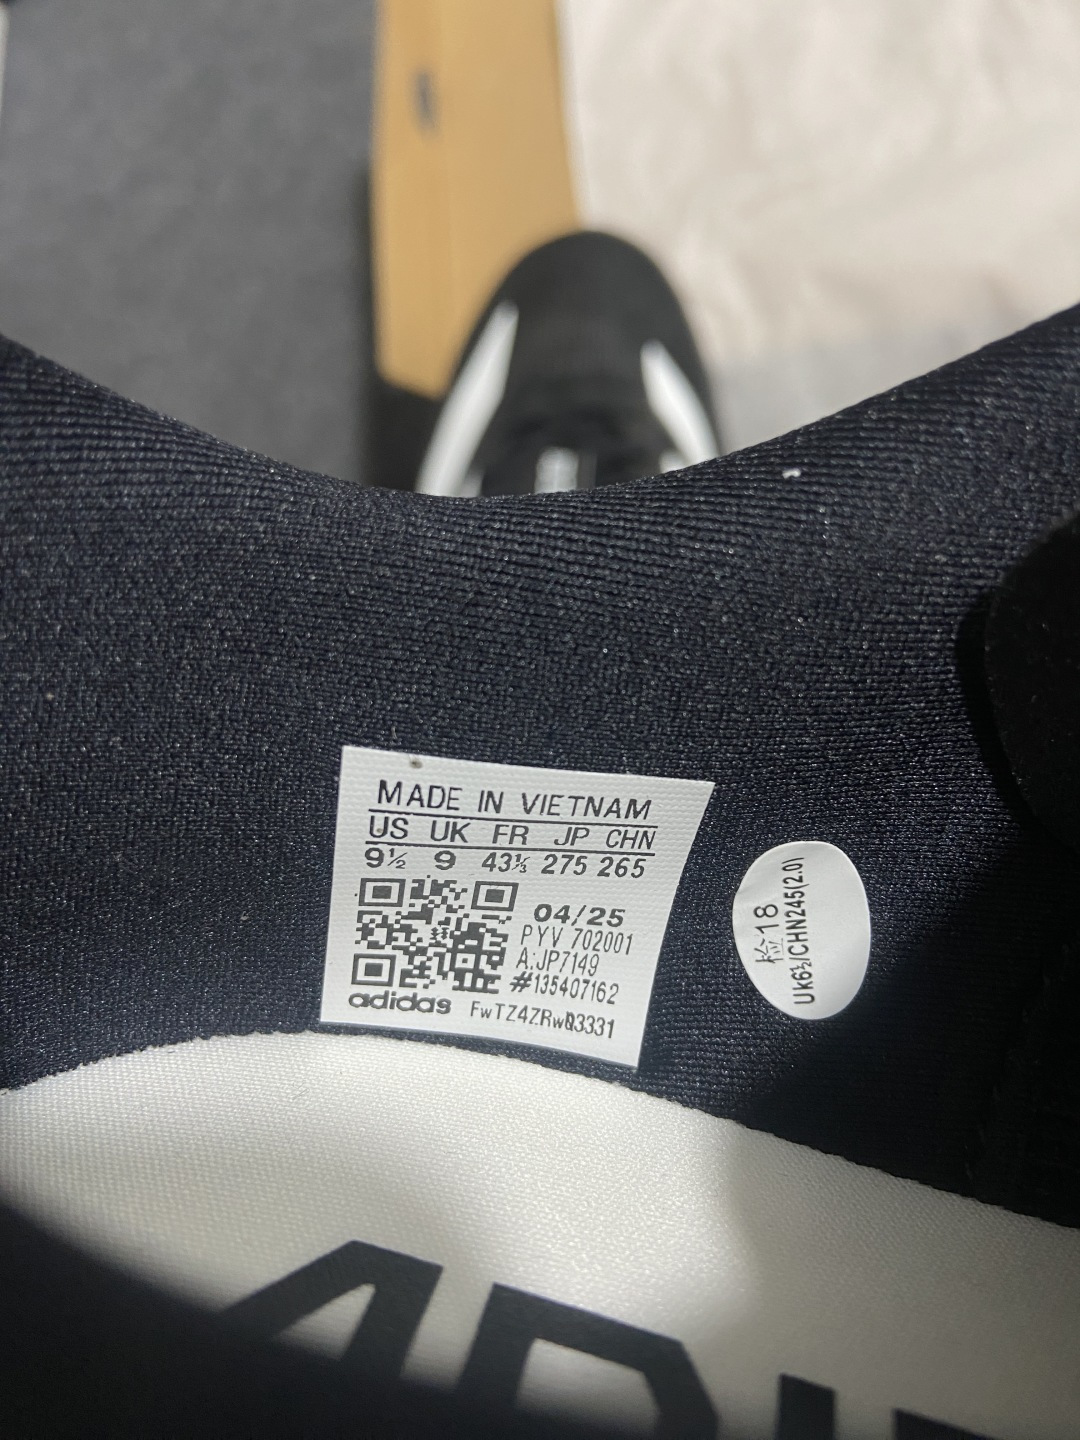 MADE IN VIETNAM
US UK FR JP CHN
9½ 9 43⅓ 275 265
04/25
PYV 702001
A:JP7149
#135407162
adidas FwTZ4ZRwQ3331
18
UK6½/CHN245(2.0)